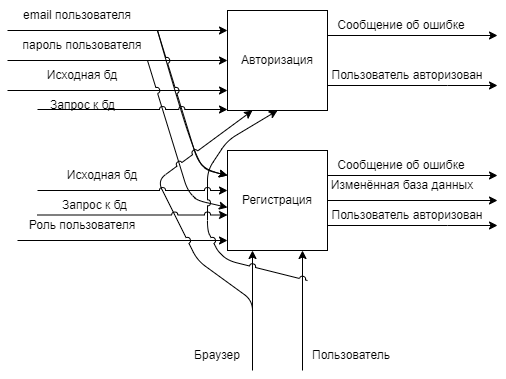 email пользователя
пароль пользователя
Исходная бд
Запрос к бд
Авторизация
Сообщение об ошибке
Пользователь авторизован
Исходная бд
Запрос к бд
Роль пользователя
Регистрация
Сообщение об ошибке
Изменённая база данных
Пользователь авторизован
Браузер
Пользователь